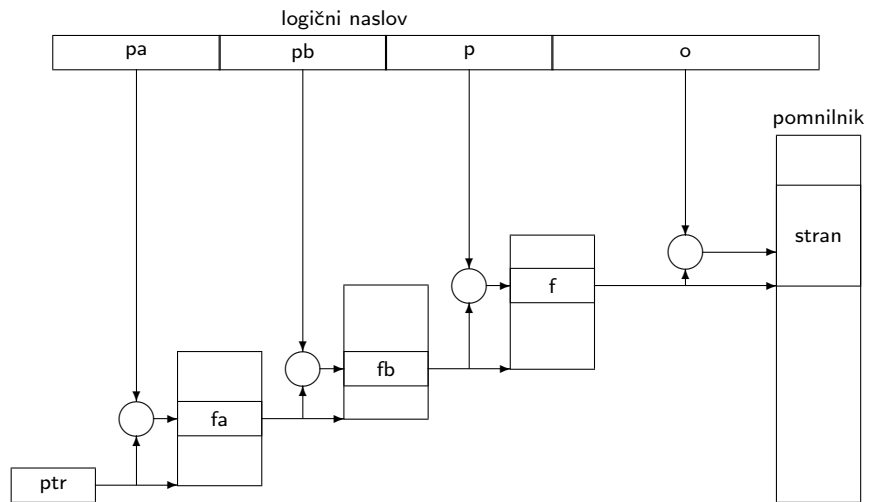 logični naslov
pa pb p o
pomnilnik
stran
f
fb
fa
ptr